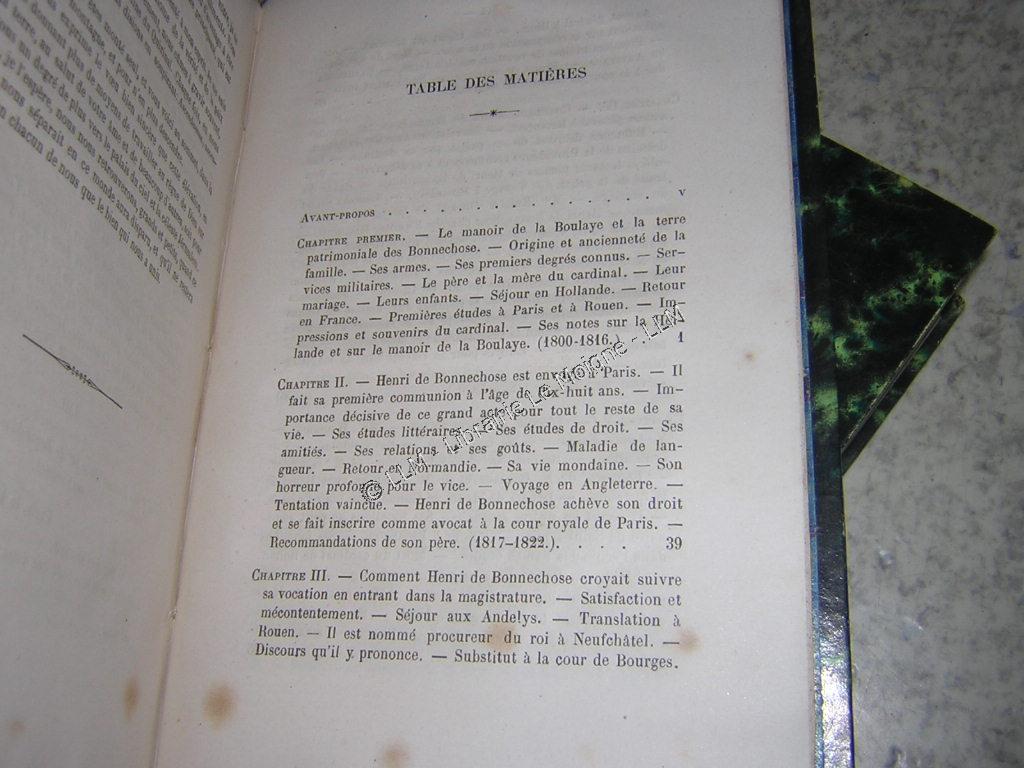 TABLE DES MATIÈRES
AVANT-PROPOS . . . . . . . . . . . . . . . . . v
CHAPITRE PREMIER. — Le manoir de la Boulaye et la terre
patrimoniale des Bonnechose. — Origine et ancienneté de la
famille. — Ses armes. — Ses premiers degrés connus. — Ser-
vices militaires. — Le père et la mère du cardinal. — Leur
mariage. — Leurs enfants. — Séjour en Hollande. — Retour
en France. — Premières études à Paris et à Rouen. — Im-
pressions et souvenirs du cardinal. — Ses notes sur la Hol-
lande et sur le manoir de la Boulaye. (1800-1816.) . . 1
CHAPITRE II. — Henri de Bonnechose est envoyé à Paris. — Il
fait sa première communion à l'âge de dix-huit ans. — Im-
portance décisive de ce grand acte pour tout le reste de sa
vie. — Ses études littéraires. — Ses études de droit. — Ses
amitiés. — Ses relations et ses goûts. — Maladie de lan-
gueur. — Retour en Normandie. — Sa vie mondaine. — Son
horreur profonde pour le vice. — Voyage en Angleterre. —
Tentation vaincue. — Henri de Bonnechose achève son droit
et se fait inscrire comme avocat à la cour royale de Paris. —
Recommandations de son père. (1817-1822.). . . . 39
CHAPITRE III. — Comment Henri de Bonnechose croyait suivre
sa vocation en entrant dans la magistrature. — Satisfaction et
mécontentement. — Séjour aux Andelys. — Translation à
Rouen. — Il est nommé procureur du roi à Neufchâtel. —
Discours qu'il y prononce. — Substitut à la cour de Bourges.
© LLM - Librairie Le Moigne - LLM